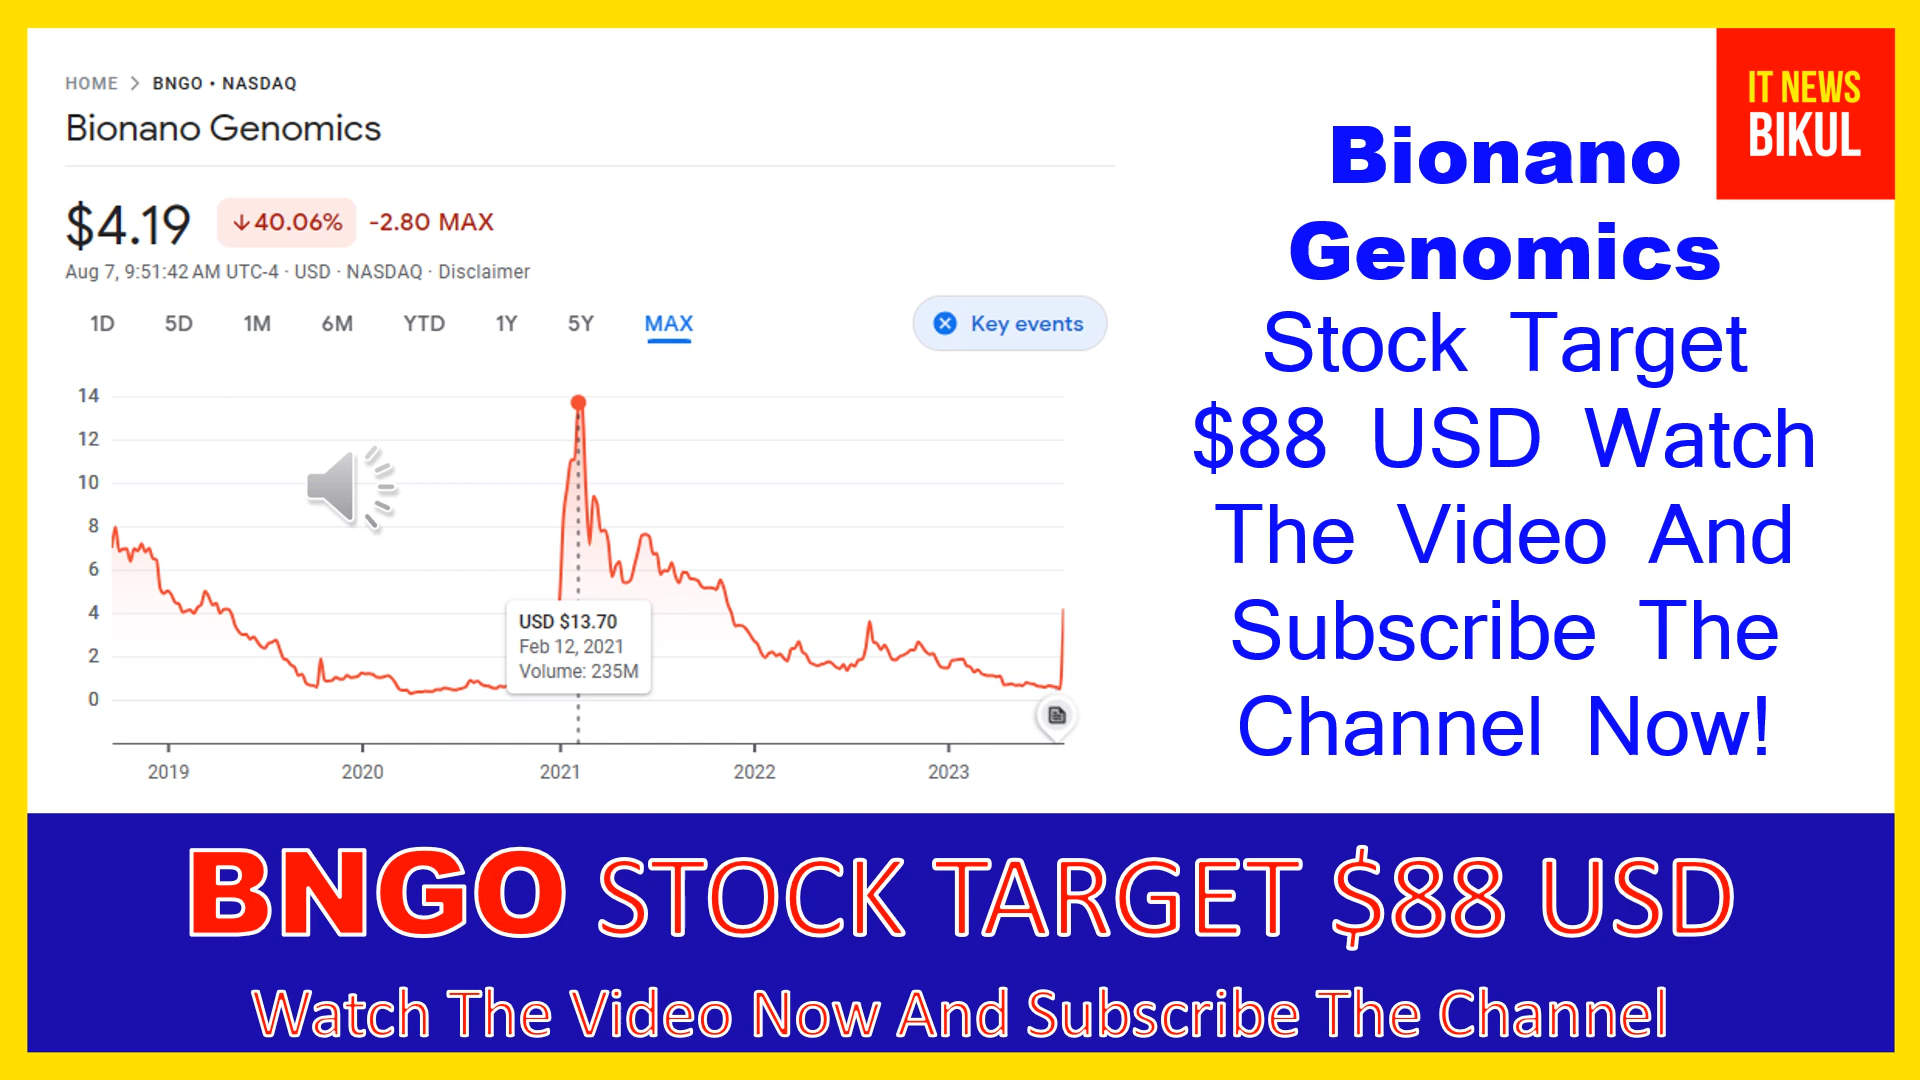 HOME > BNGO • NASDAQ
Bionano Genomics
$4.19 ↓40.06% -2.80 MAX
Aug 7, 9:51:42 AM UTC-4 · USD · NASDAQ · Disclaimer
1D 5D 1M 6M YTD 1Y 5Y MAX
Key events
14
12
10
8
6
4
2
0
USD $13.70
Feb 12, 2021
Volume: 235M
2019 2020 2021 2022 2023
IT NEWS
BIKUL
Bionano
Genomics
Stock Target
$88 USD Watch
The Video And
Subscribe The
Channel Now!
BNGO STOCK TARGET $88 USD
Watch The Video Now And Subscribe The Channel